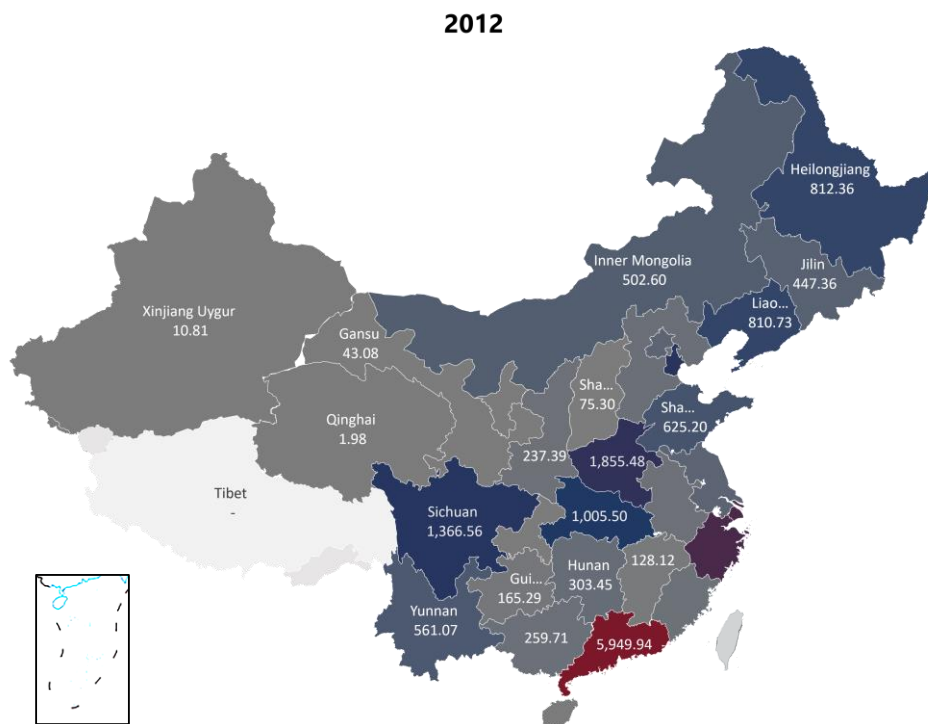 2012
Heilongjiang
812.36
Inner Mongolia
502.60
Jilin
447.36
Xinjiang Uygur
10.81
Liao...
810.73
Gansu
43.08
Sha...
75.30
Sha...
625.20
Qinghai
1.98
237.39
1,855.48
Tibet
-
Sichuan
1,366.56
1,005.50
128.12
Hunan
303.45
Gui...
165.29
Yunnan
561.07
259.71
5,949.94